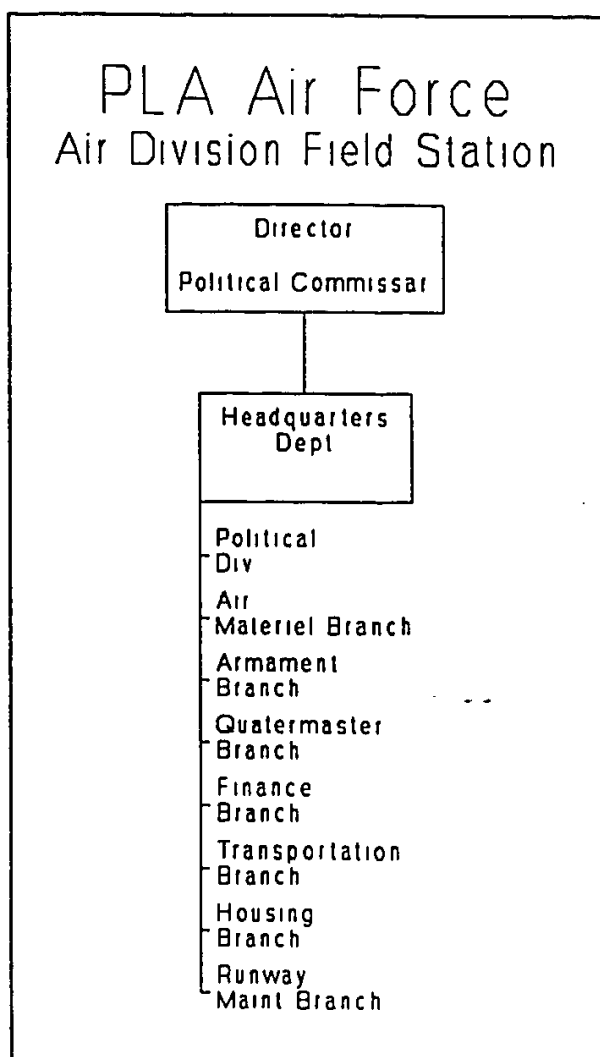 PLA Air Force
Air Division Field Station
Director
Political Commissar
Headquarters
Dept
Political
Div
Air
Materiel Branch
Armament
Branch
Quatermaster
Branch
Finance
Branch
Transportation
Branch
Housing
Branch
Runway
Maint Branch